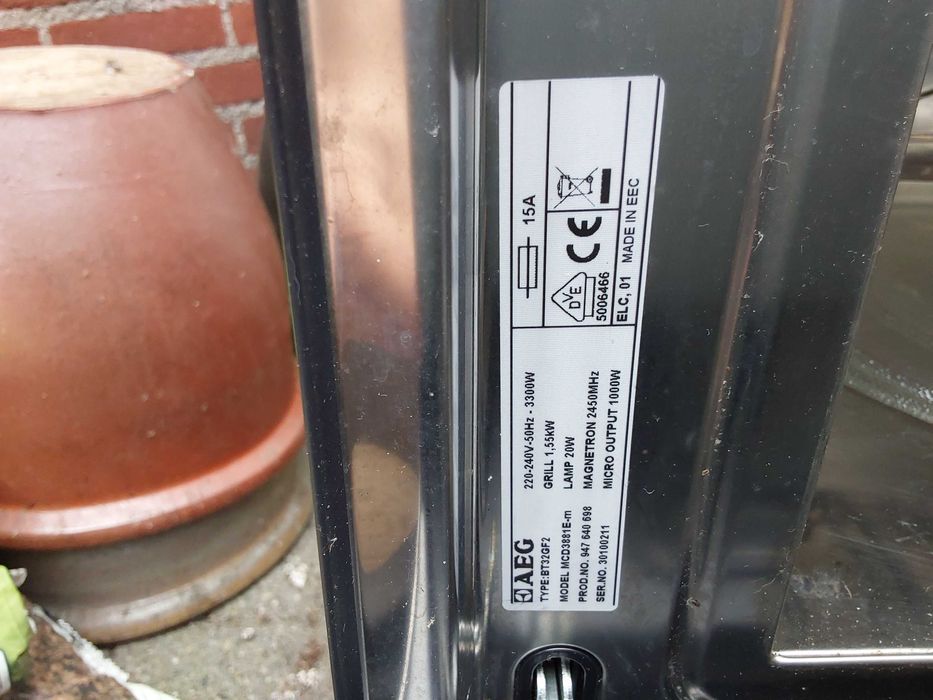 AEG
TYPE:BT32GF2
MODEL MCD3881E-m
PROD.NO. 947 640 698
SER.NO. 30100211
220-240V-50Hz - 3300W
GRILL 1,55kW
LAMP 20W
MAGNETRON 2450MHz
MICRO OUTPUT 1000W
15A
DVE
CE
5006466
ELC, 01 MADE IN EEC